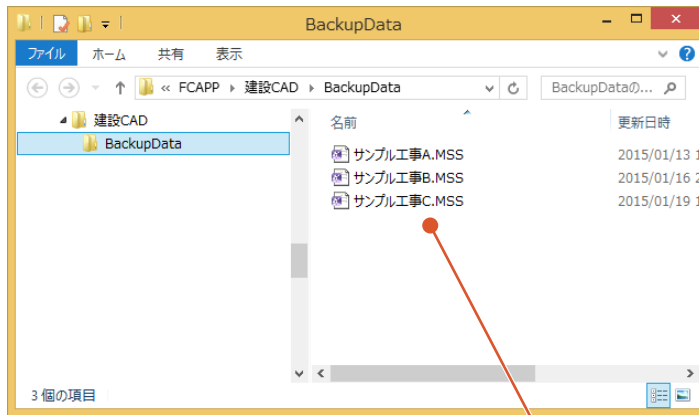 BackupData
ファイル ホーム 共有 表示
« FCAPP 建設CAD BackupData BackupDataの...
建設CAD
BackupData
名前 更新日時
サンプル工事A.MSS 2015/01/13 1
サンプル工事B.MSS 2015/01/16 2
サンプル工事C.MSS 2015/01/19 1
3 個の項目